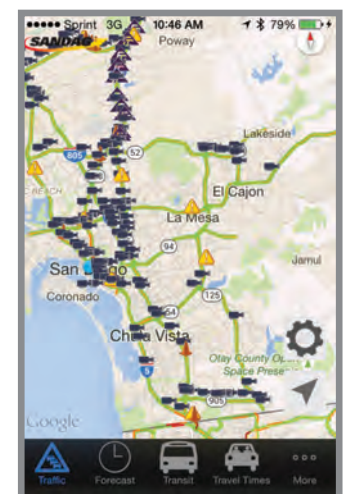 Sprint 3G 10:46 AM 79%
SANDAG Poway
Lakeside
805 52
BEACH El Cajon
La Mesa
94
San Diego Jamul
Coronado 125
54
Chula Vista
5 Otay County Open
Space Preserve
905
Google
Traffic Forecast Transit Travel Times More